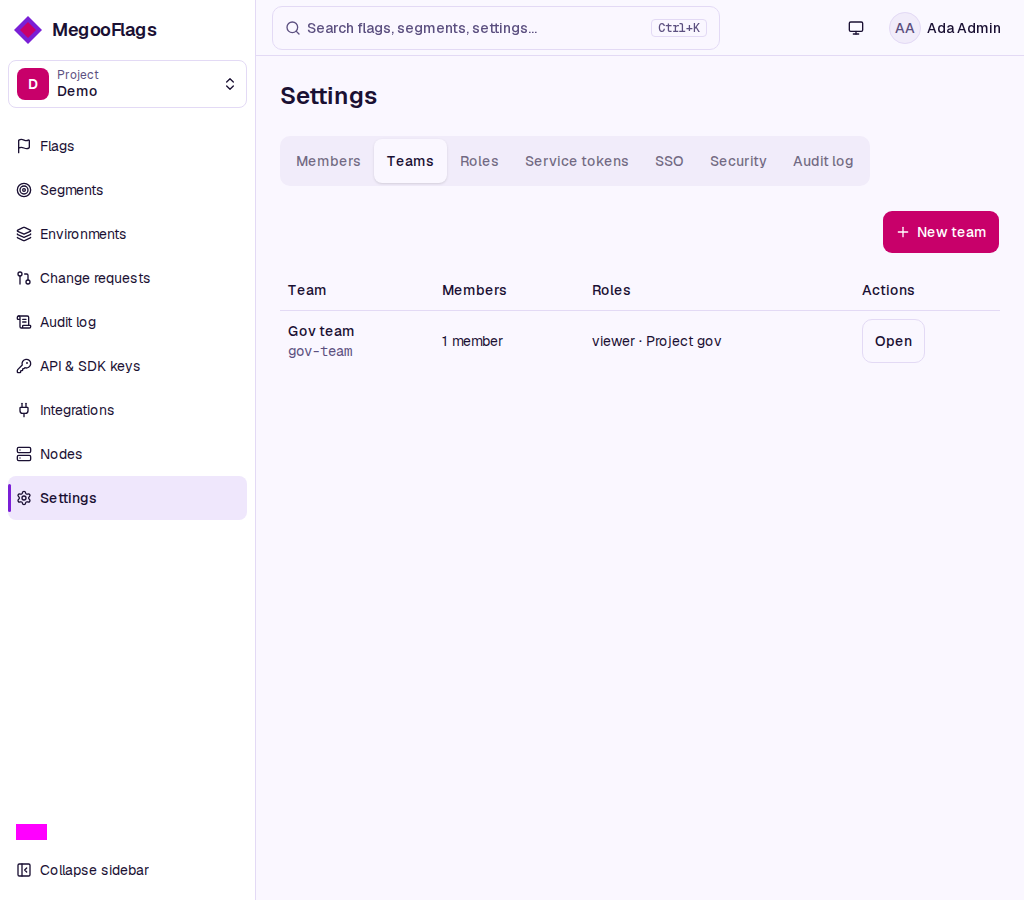 MegooFlags
Search flags, segments, settings...
Ctrl+K
AA
Ada Admin
D
Project
Demo
Flags
Segments
Environments
Change requests
Audit log
API & SDK keys
Integrations
Nodes
Settings
Collapse sidebar
Settings
Members
Teams
Roles
Service tokens
SSO
Security
Audit log
New team
Team
Members
Roles
Actions
Gov team
gov-team
1 member
viewer · Project gov
Open